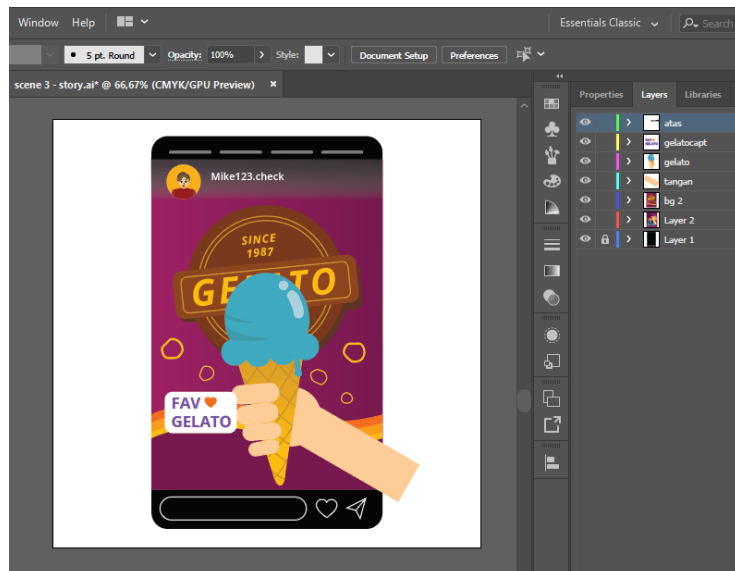 Window Help
Essentials Classic
Search
5 pt. Round
Opacity: 100%
Style:
Document Setup
Preferences
scene 3 - story.ai* @ 66,67% (CMYK/GPU Preview) ×
Properties Layers Libraries
atas
gelatocapt
gelato
tangan
bg 2
Layer 2
Layer 1
Mike123.check
SINCE
1987
GELATO
FAV
GELATO